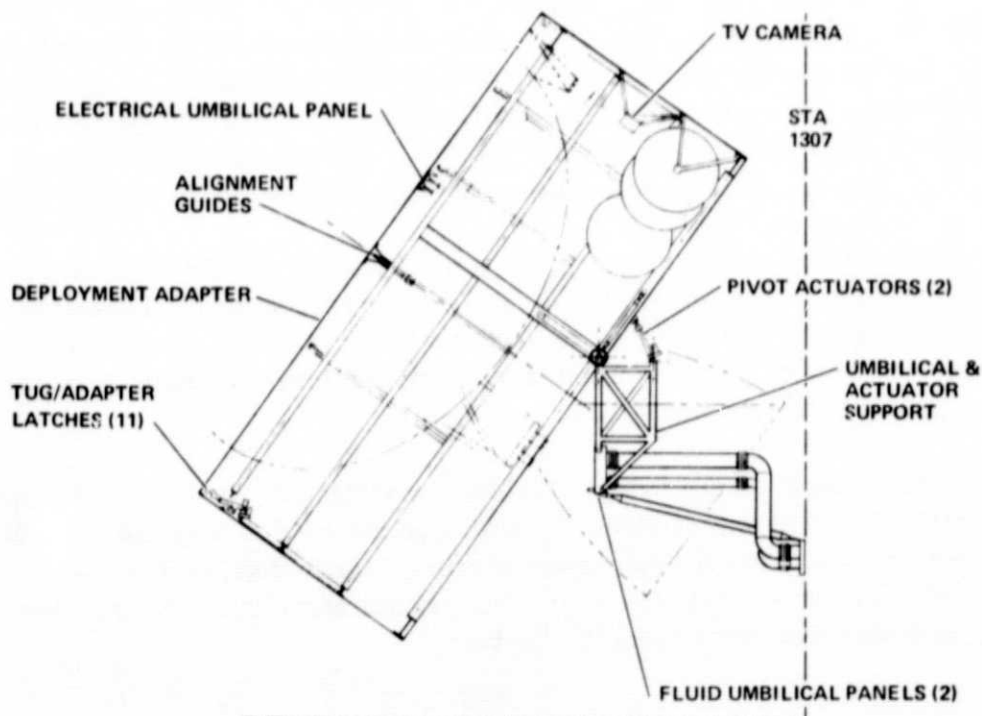 TV CAMERA
STA
1307
ELECTRICAL UMBILICAL PANEL
ALIGNMENT
GUIDES
DEPLOYMENT ADAPTER
PIVOT ACTUATORS (2)
TUG/ADAPTER
LATCHES (11)
UMBILICAL &
ACTUATOR
SUPPORT
FLUID UMBILICAL PANELS (2)